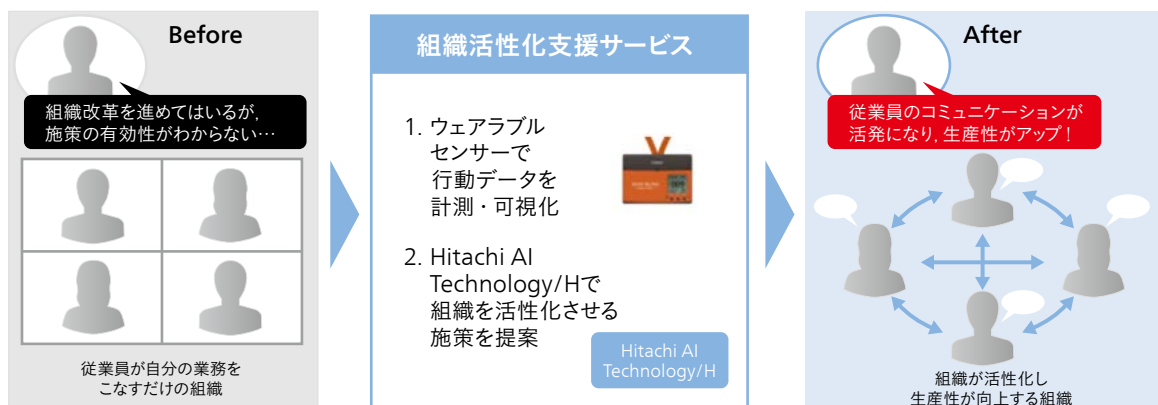 Before
組織改革を進めてはいるが,
施策の有効性がわからない…
従業員が自分の業務を
こなすだけの組織
組織活性化支援サービス
1. ウェアラブル
センサーで
行動データを
計測・可視化
2. Hitachi AI
Technology/Hで
組織を活性化させる
施策を提案
Hitachi AI
Technology/H
After
従業員のコミュニケーションが
活発になり, 生産性がアップ！
組織が活性化し
生産性が向上する組織